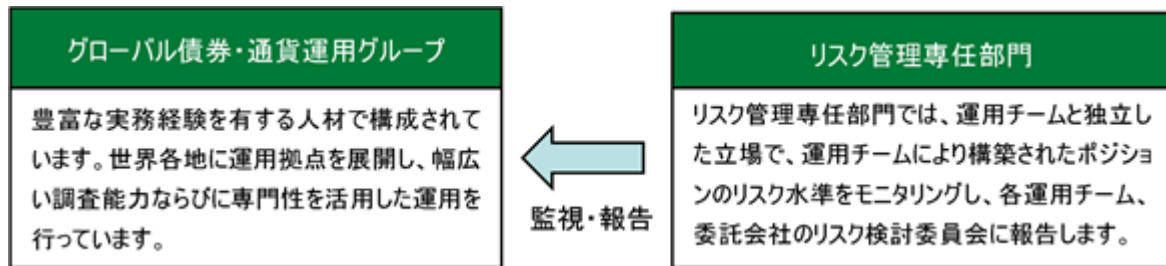 グローバル債券・通貨運用グループ
豊富な実務経験を有する人材で構成されて
います。世界各地に運用拠点を展開し、幅広
い調査能力ならびに専門性を活用した運用を
行っています。
監視・報告
リスク管理専任部門
リスク管理専任部門では、運用チームと独立し
た立場で、運用チームにより構築されたポジショ
ンのリスク水準をモニタリングし、各運用チーム、
委託会社のリスク検討委員会に報告します。